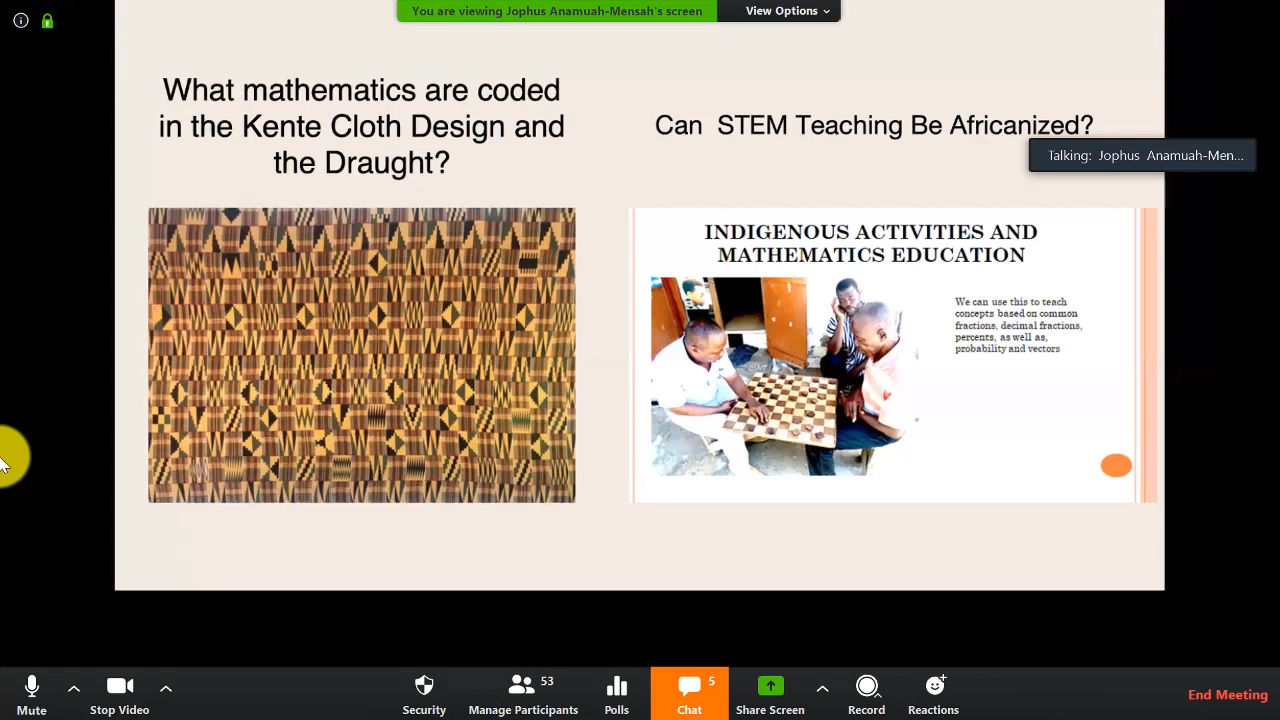 You are viewing Jophus Anamuah-Mensah's screen
View Options
What mathematics are coded
in the Kente Cloth Design and
the Draught?
Can STEM Teaching Be Africanized?
Talking: Jophus Anamuah-Men...
INDIGENOUS ACTIVITIES AND
MATHEMATICS EDUCATION
We can use this to teach
concepts based on common
fractions, decimal fractions,
percents, as well as,
probability and vectors
Mute
Stop Video
Security
53
Manage Participants
Polls
5
Chat
Share Screen
Record
Reactions
End Meeting